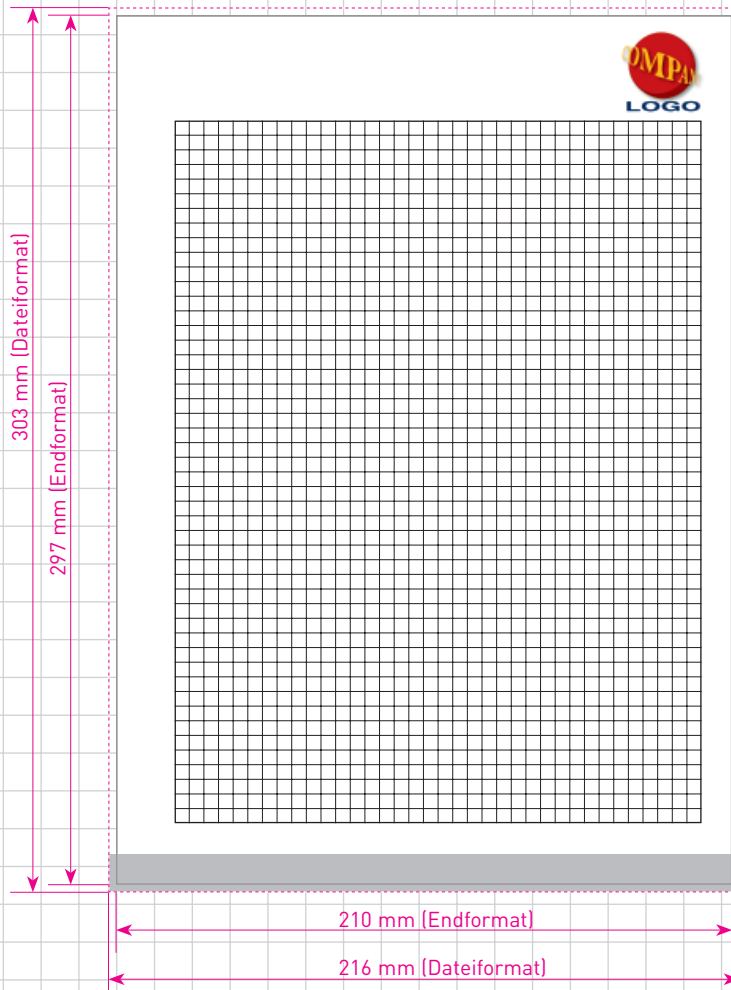 OMPA
LOGO
303 mm (Dateiformat)
297 mm (Endformat)
210 mm (Endformat)
216 mm (Dateiformat)